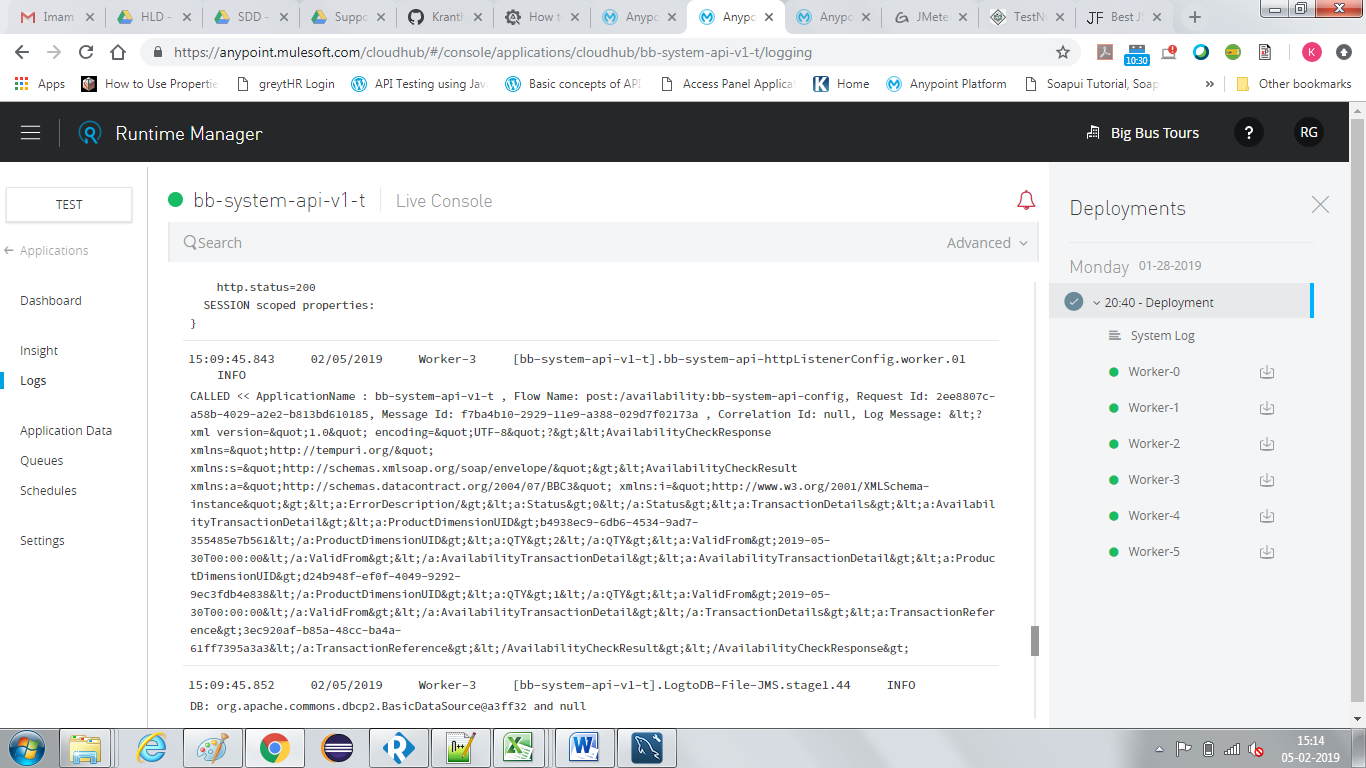 Imam
HLD -
SDD -
Suppo
Kranth
How t
Anypo
Anypo
Anypo
JMete
TestN
JF Best JS
https://anypoint.mulesoft.com/cloudhub/#/console/applications/cloudhub/bb-system-api-v1-t/logging
10:30
K
Apps
How to Use Propertie
greytHR Login
API Testing using Jav
Basic concepts of API
Access Panel Applicat
Home
Anypoint Platform
Soapui Tutorial, Soap
»
Other bookmarks
Runtime Manager
Big Bus Tours
?
RG
TEST
Applications
Dashboard
Insight
Logs
Application Data
Queues
Schedules
Settings
bb-system-api-v1-t
Live Console
Search
Advanced
http.status=200
SESSION scoped properties:
}
15:09:45.843 02/05/2019 Worker-3 [bb-system-api-v1-t].bb-system-api-httpListenerConfig.worker.01
INFO
CALLED << ApplicationName : bb-system-api-v1-t , Flow Name: post:/availability:bb-system-api-config, Request Id: 2ee8807c-
a58b-4029-a2e2-b813bd610185, Message Id: f7ba4b10-2929-11e9-a388-029d7f02173a , Correlation Id: null, Log Message: &lt;?
xml version=&quot;1.0&quot; encoding=&quot;UTF-8&quot;?&gt;&lt;AvailabilityCheckResponse
xmlns=&quot;http://tempuri.org/&quot;
xmlns:s=&quot;http://schemas.xmlsoap.org/soap/envelope/&quot;&gt;&lt;AvailabilityCheckResult
xmlns:a=&quot;http://schemas.datacontract.org/2004/07/BBC3&quot; xmlns:i=&quot;http://www.w3.org/2001/XMLSchema-
instance&quot;&gt;&lt;a:ErrorDescription/&gt;&lt;a:Status&gt;0&lt;/a:Status&gt;&lt;a:TransactionDetails&gt;&lt;a:Availabil
ityTransactionDetail&gt;&lt;a:ProductDimensionUID&gt;b4938ec9-6db6-4534-9ad7-
355485e7b561&lt;/a:ProductDimensionUID&gt;&lt;a:QTY&gt;2&lt;/a:QTY&gt;&lt;a:ValidFrom&gt;2019-05-
30T00:00:00&lt;/a:ValidFrom&gt;&lt;/a:AvailabilityTransactionDetail&gt;&lt;a:AvailabilityTransactionDetail&gt;&lt;a:Produc
tDimensionUID&gt;d24b948f-ef0f-4049-9292-
9ec3fdb4e838&lt;/a:ProductDimensionUID&gt;&lt;a:QTY&gt;1&lt;/a:QTY&gt;&lt;a:ValidFrom&gt;2019-05-
30T00:00:00&lt;/a:ValidFrom&gt;&lt;/a:AvailabilityTransactionDetail&gt;&lt;/a:TransactionDetails&gt;&lt;a:TransactionRefer
ence&gt;3ec920af-b85a-48cc-ba4a-
61ff7395a3a3&lt;/a:TransactionReference&gt;&lt;/AvailabilityCheckResult&gt;&lt;/AvailabilityCheckResponse&gt;
15:09:45.852 02/05/2019 Worker-3 [bb-system-api-v1-t].LogtoDB-File-JMS.stage1.44 INFO
DB: org.apache.commons.dbcp2.BasicDataSource@a3ff32 and null
Deployments
Monday 01-28-2019
20:40 - Deployment
System Log
Worker-0
Worker-1
Worker-2
Worker-3
Worker-4
Worker-5
15:14
05-02-2019